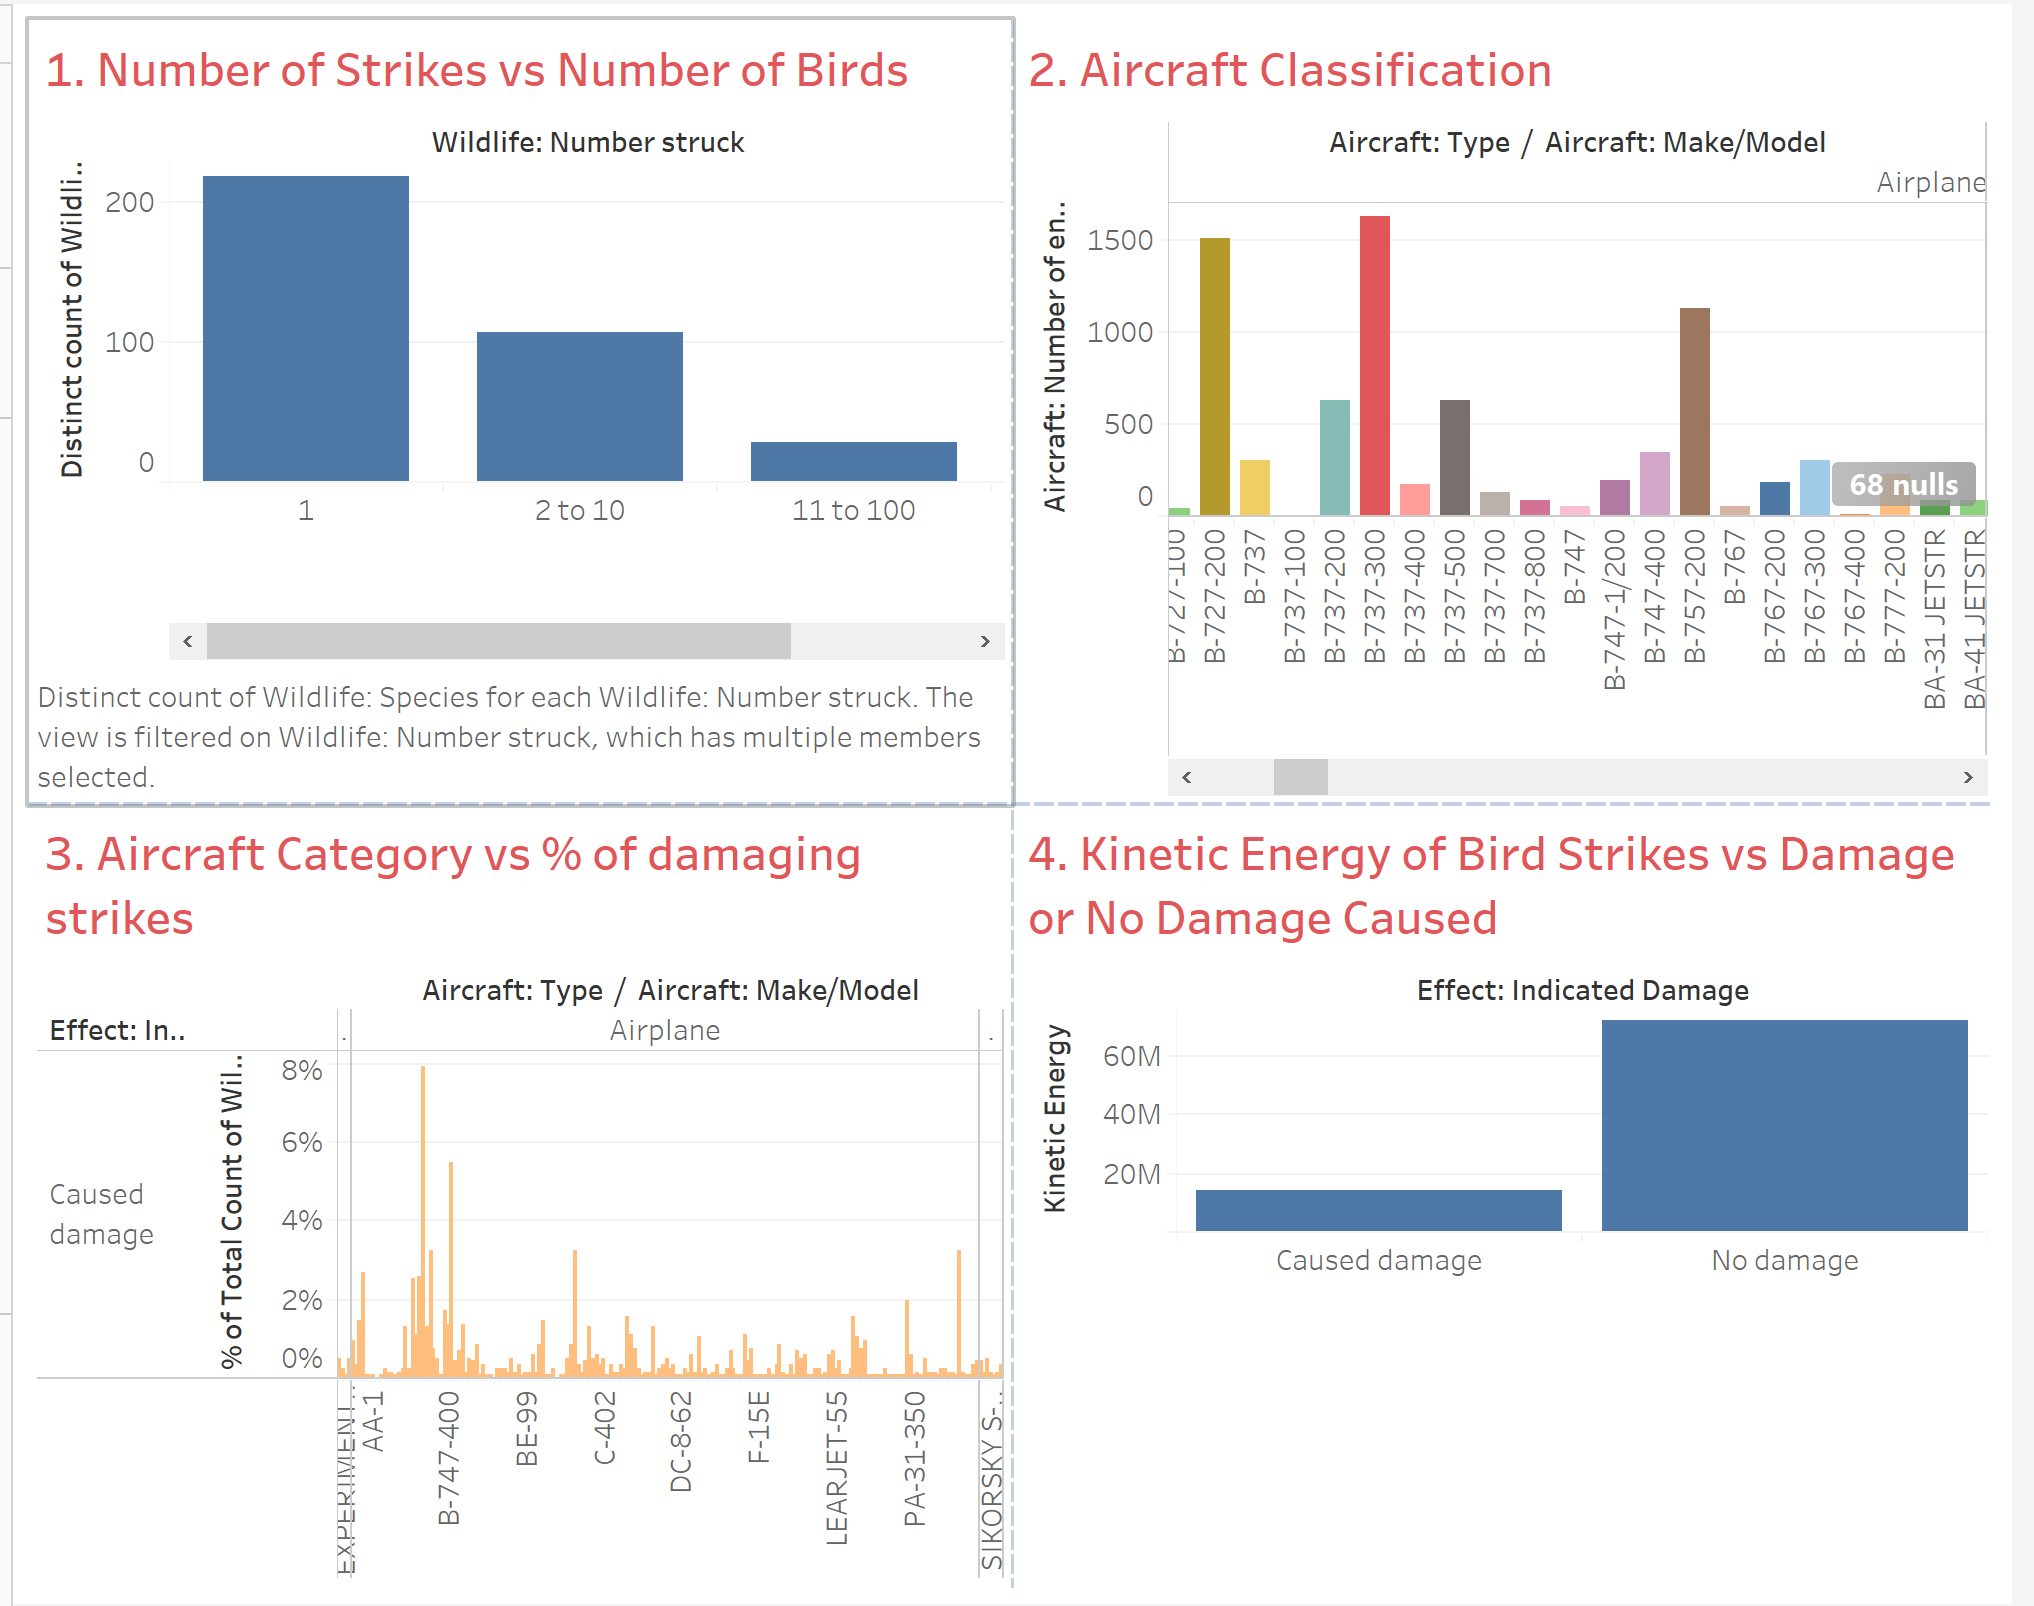 1. Number of Strikes vs Number of Birds
Wildlife: Number struck
Distinct count of Wildli..
200
100
0
1
2 to 10
11 to 100
Distinct count of Wildlife: Species for each Wildlife: Number struck. The
view is filtered on Wildlife: Number struck, which has multiple members
selected.
2. Aircraft Classification
Aircraft: Type / Aircraft: Make/Model
Airplane
Aircraft: Number of en..
1500
1000
500
0
68 nulls
B-727-100
B-727-200
B-737
B-737-100
B-737-200
B-737-300
B-737-400
B-737-500
B-737-700
B-737-800
B-747
B-747-1/200
B-747-400
B-757-200
B-767
B-767-200
B-767-300
B-767-400
B-777-200
BA-31 JETSTR
BA-41 JETSTR
3. Aircraft Category vs % of damaging
strikes
Aircraft: Type / Aircraft: Make/Model
Effect: In..
.
Airplane
.
Caused
damage
% of Total Count of Wil..
8%
6%
4%
2%
0%
EXPERIMENT..
AA-1
B-747-400
BE-99
C-402
DC-8-62
F-15E
LEARJET-55
PA-31-350
SIKORSKY S-..
4. Kinetic Energy of Bird Strikes vs Damage
or No Damage Caused
Effect: Indicated Damage
Kinetic Energy
60M
40M
20M
Caused damage
No damage